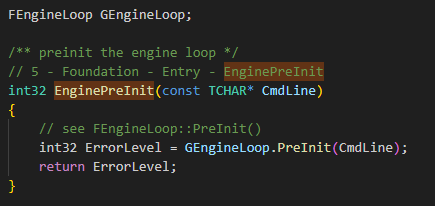 FEngineLoop GEngineLoop;
/** preinit the engine loop */
// 5 - Foundation - Entry - EnginePreInit
int32 EnginePreInit(const TCHAR* CmdLine)
{
// see FEngineLoop::PreInit()
int32 ErrorLevel = GEngineLoop.PreInit(CmdLine);
return ErrorLevel;
}